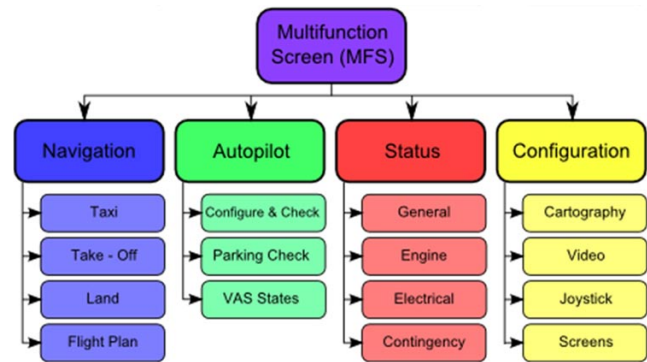 Multifunction
Screen (MFS)
Navigation
Autopilot
Status
Configuration
Taxi
Take - Off
Land
Flight Plan
Configure & Check
Parking Check
VAS States
General
Engine
Electrical
Contingency
Cartography
Video
Joystick
Screens